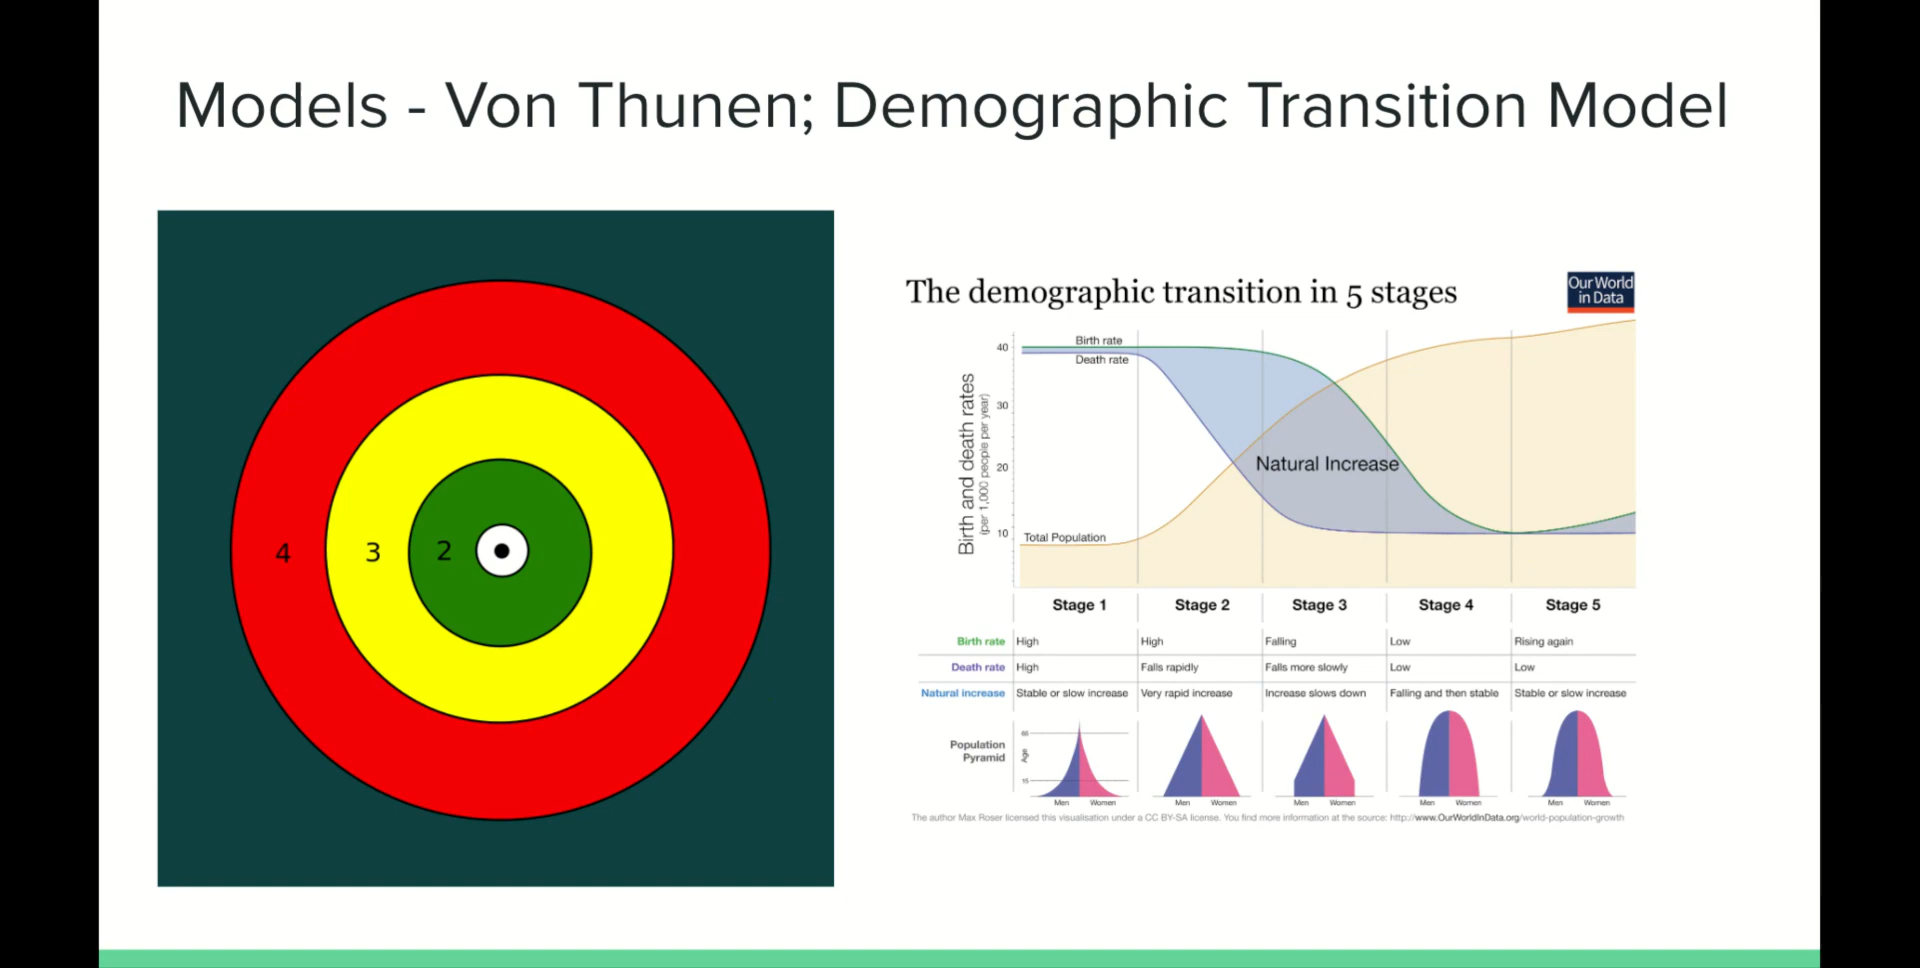 Models - Von Thunen; Demographic Transition Model
4 3 2
The demographic transition in 5 stages
Our World
in Data
Birth and death rates
(per 1,000 people per year)
40
30
20
10
Birth rate
Death rate
Natural Increase
Total Population
Stage 1 Stage 2 Stage 3 Stage 4 Stage 5
Birth rate High High Falling Low Rising again
Death rate High Falls rapidly Falls more slowly Low Low
Natural increase Stable or slow increase Very rapid increase Increase slows down Falling and then stable Stable or slow increase
Population
Pyramid
Age
65
15
Men Women Men Women Men Women Men Women Men Women
The author Max Roser licensed this visualisation under a CC BY-SA license. You find more information at the source: http://www.OurWorldInData.org/world-population-growth